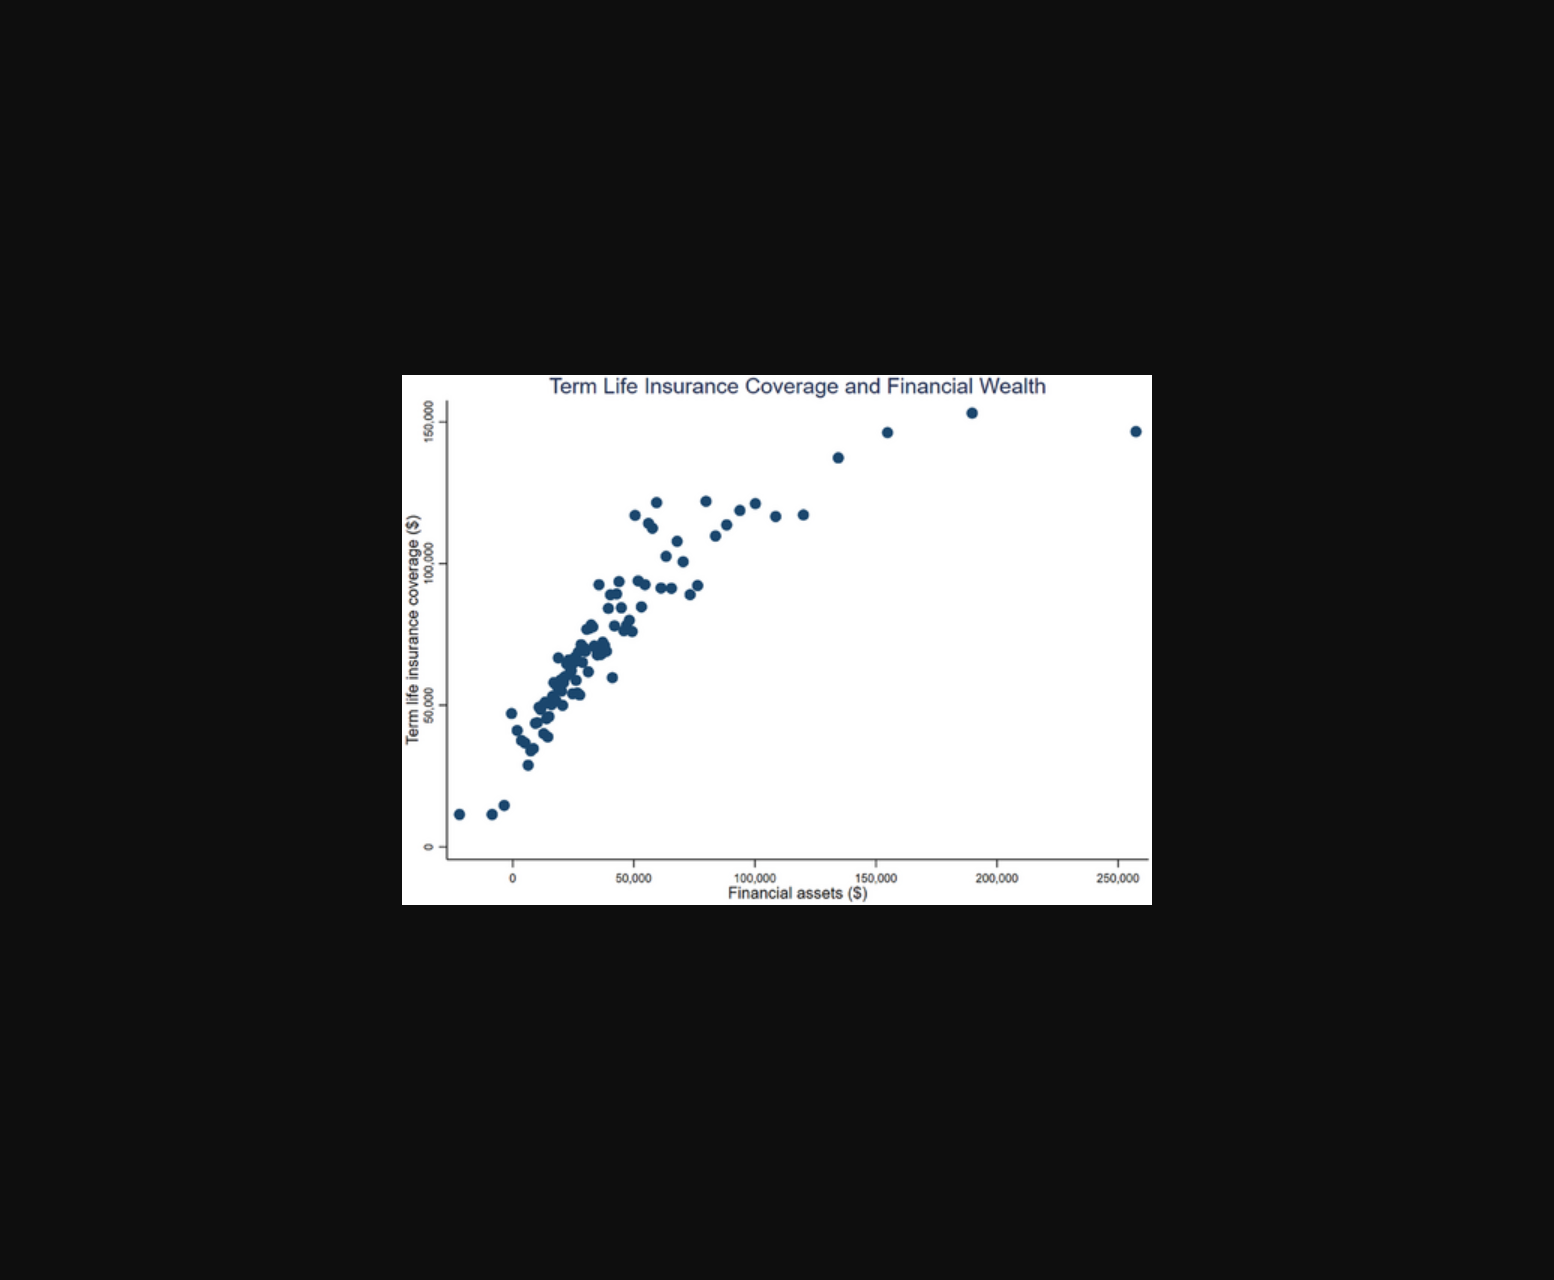 Term Life Insurance Coverage and Financial Wealth
Term life insurance coverage ($)
150,000
100,000
50,000
0
0 50,000 100,000 150,000 200,000 250,000
Financial assets ($)